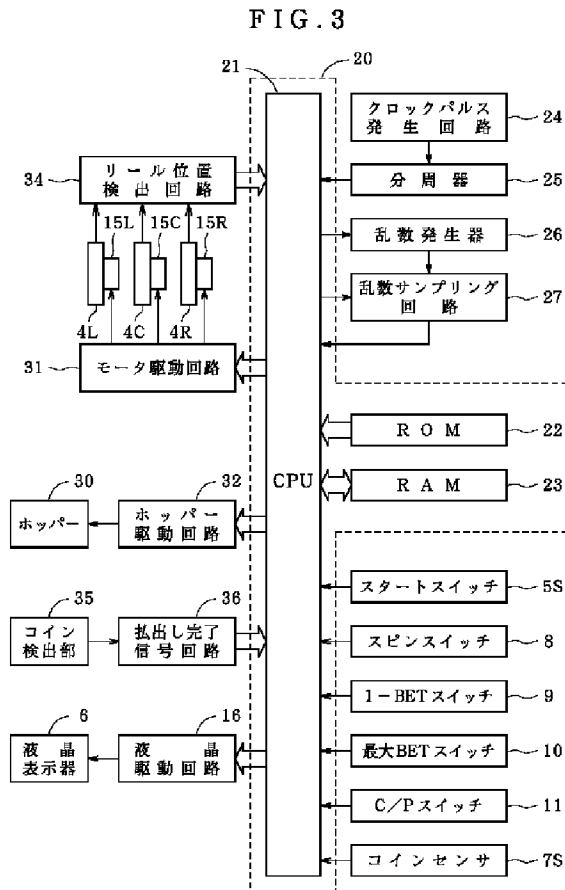 FIG.3
21
20
クロックパルス
発生回路
24
リール位置
検出回路
34
分周器
25
15L
15C
15R
乱数発生器
26
乱数サンプリング
回路
27
4L
4C
4R
31
モータ駆動回路
ROM
22
CPU
RAM
23
30
32
ホッパー
ホッパー
駆動回路
スタートスイッチ
5S
35
36
コイン
検出部
払出し完了
信号回路
スピンスイッチ
8
1-BETスイッチ
9
6
16
液晶
表示器
液晶
駆動回路
最大BETスイッチ
10
C/Pスイッチ
11
コインセンサ
7S